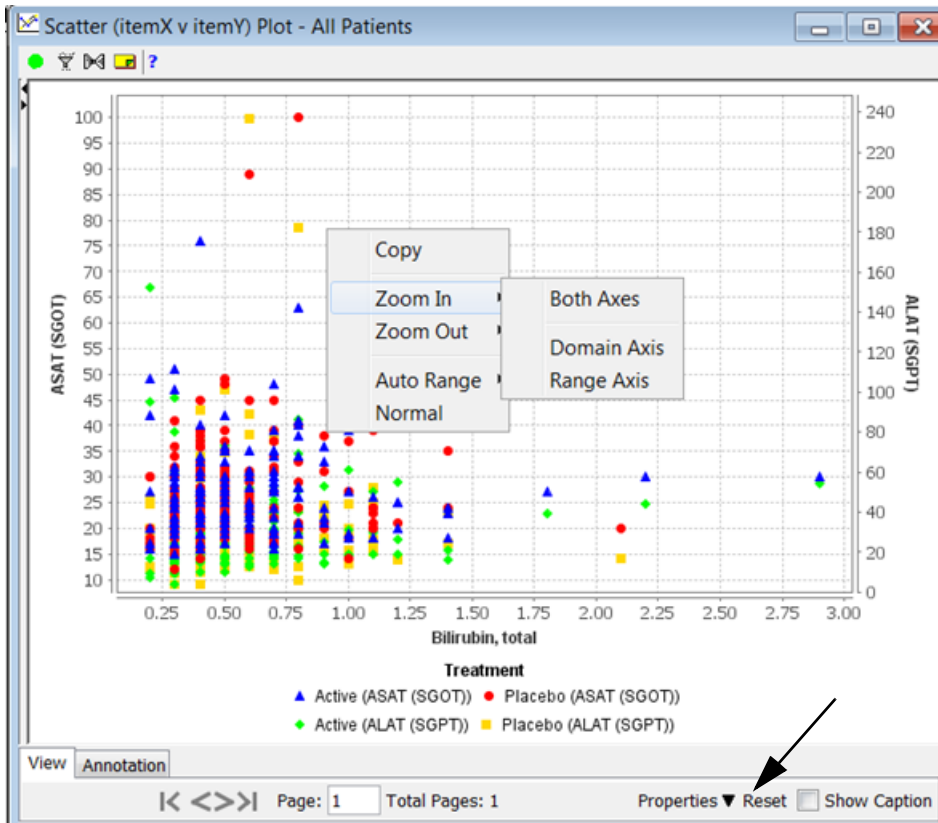 Scatter (itemX v itemY) Plot - All Patients
?
100
95
90
85
80
75
70
65
60
55
50
45
40
35
30
25
20
15
10
ASAT (SGOT)
240
220
200
180
160
140
120
100
80
60
40
20
0
ALAT (SGPT)
Copy
Zoom In
Zoom Out
Auto Range
Normal
Both Axes
Domain Axis
Range Axis
0.25 0.50 0.75 1.00 1.25 1.50 1.75 2.00 2.25 2.50 2.75 3.00
Bilirubin, total
Treatment
Active (ASAT (SGOT)) Placebo (ASAT (SGOT))
Active (ALAT (SGPT)) Placebo (ALAT (SGPT))
View Annotation
Page: 1 Total Pages: 1 Properties ▼ Reset Show Caption